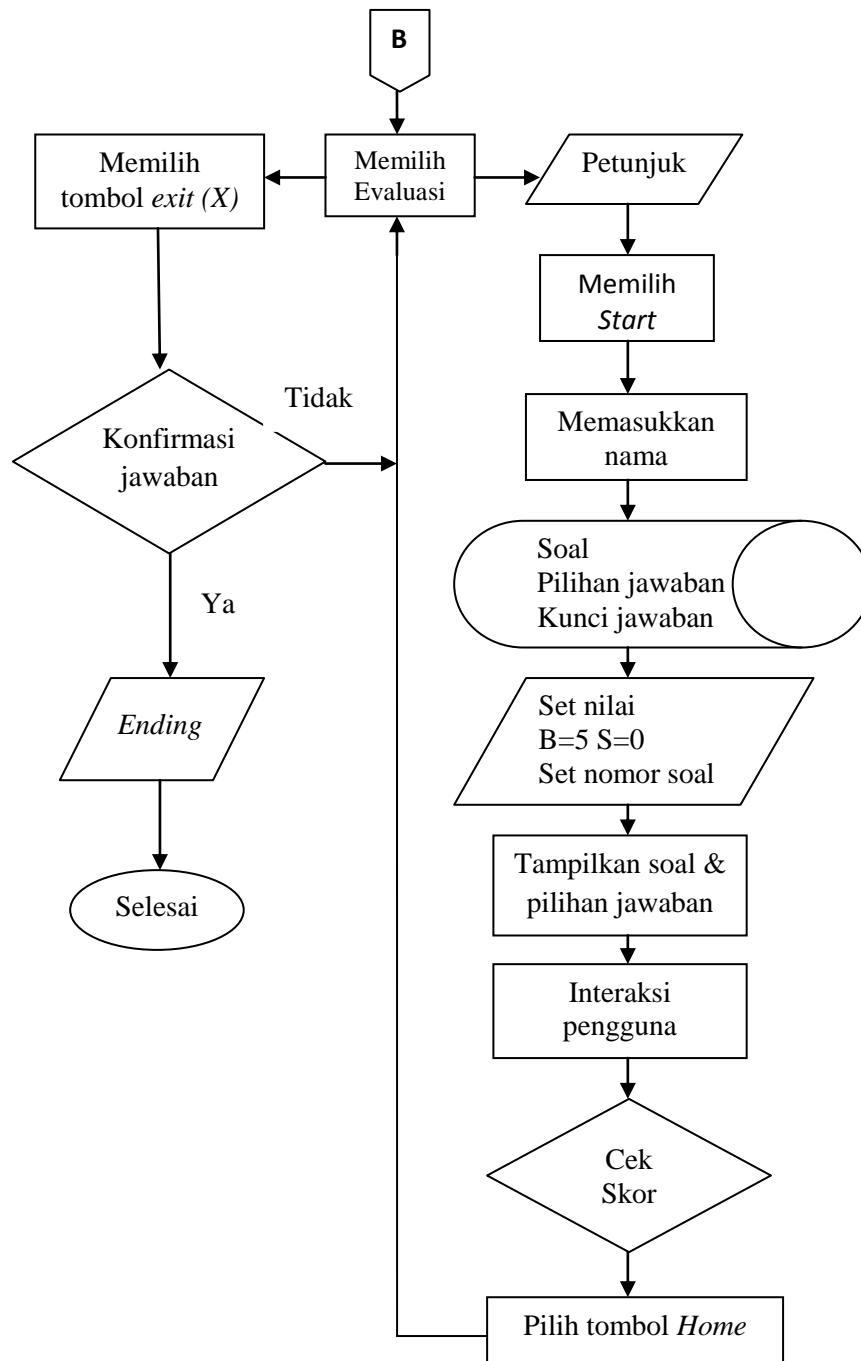 B
Memilih
tombol exit (X)
Memilih
Evaluasi
Petunjuk
Memilih
Start
Tidak
Konfirmasi
jawaban
Memasukkan
nama
Soal
Pilihan jawaban
Kunci jawaban
Ya
Ending
Set nilai
B=5 S=0
Set nomor soal
Tampilkan soal &
pilihan jawaban
Selesai
Interaksi
pengguna
Cek
Skor
Pilih tombol Home